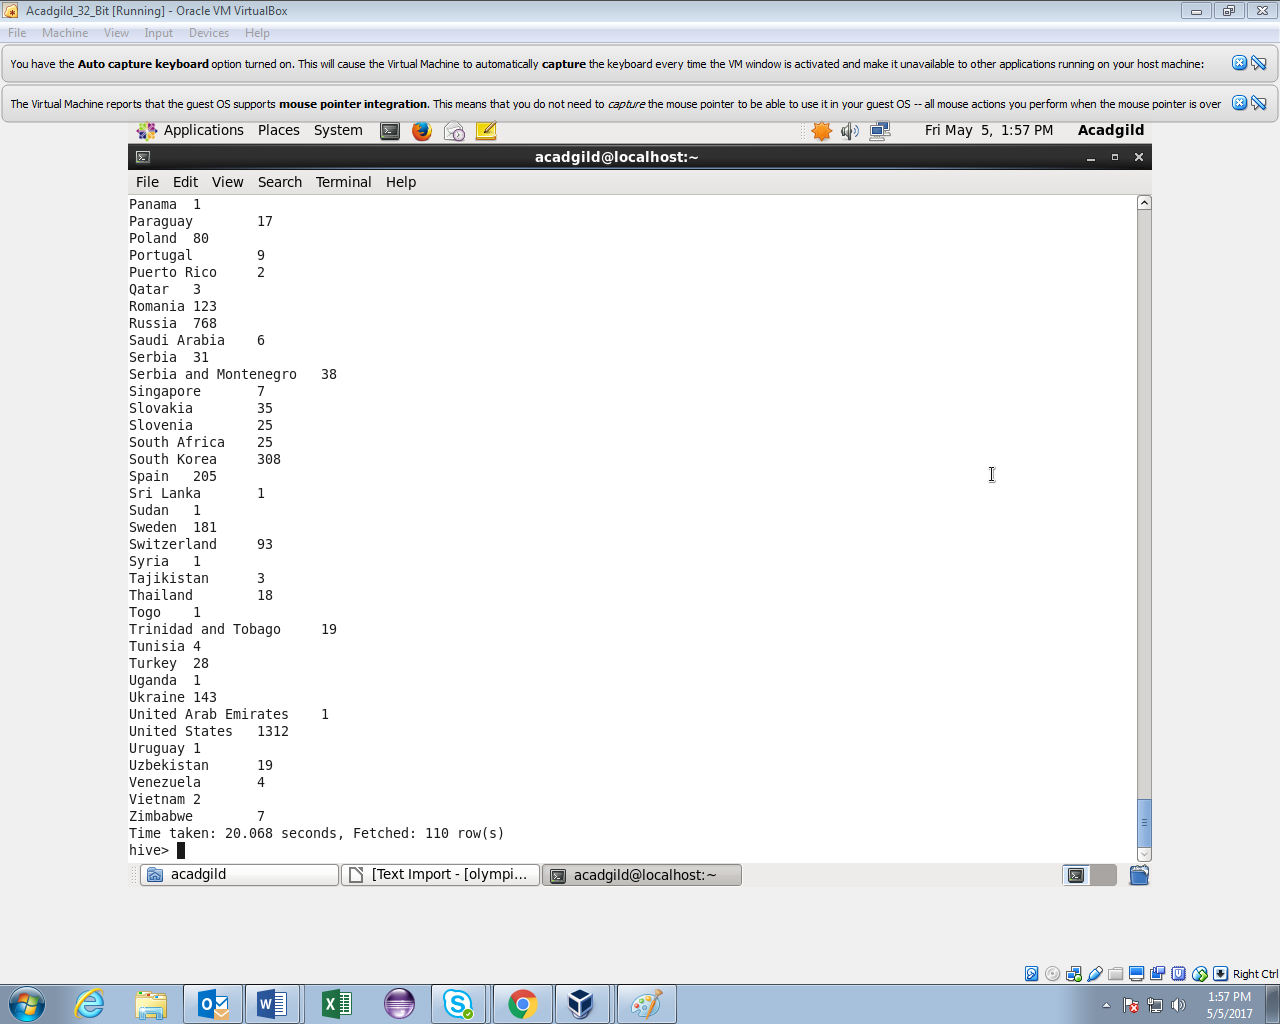 Acadgild_32_Bit [Running] - Oracle VM VirtualBox
File Machine View Input Devices Help
You have the Auto capture keyboard option turned on. This will cause the Virtual Machine to automatically capture the keyboard every time the VM window is activated and make it unavailable to other applications running on your host machine:
The Virtual Machine reports that the guest OS supports mouse pointer integration. This means that you do not need to capture the mouse pointer to be able to use it in your guest OS -- all mouse actions you perform when the mouse pointer is over
Applications Places System Fri May 5, 1:57 PM Acadgild
acadgild@localhost:~
File Edit View Search Terminal Help
Panama 1
Paraguay 17
Poland 80
Portugal 9
Puerto Rico 2
Qatar 3
Romania 123
Russia 768
Saudi Arabia 6
Serbia 31
Serbia and Montenegro 38
Singapore 7
Slovakia 35
Slovenia 25
South Africa 25
South Korea 308
Spain 205
Sri Lanka 1
Sudan 1
Sweden 181
Switzerland 93
Syria 1
Tajikistan 3
Thailand 18
Togo 1
Trinidad and Tobago 19
Tunisia 4
Turkey 28
Uganda 1
Ukraine 143
United Arab Emirates 1
United States 1312
Uruguay 1
Uzbekistan 19
Venezuela 4
Vietnam 2
Zimbabwe 7
Time taken: 20.068 seconds, Fetched: 110 row(s)
hive>
acadgild [Text Import - [olympi... acadgild@localhost:~
Right Ctrl
1:57 PM
5/5/2017